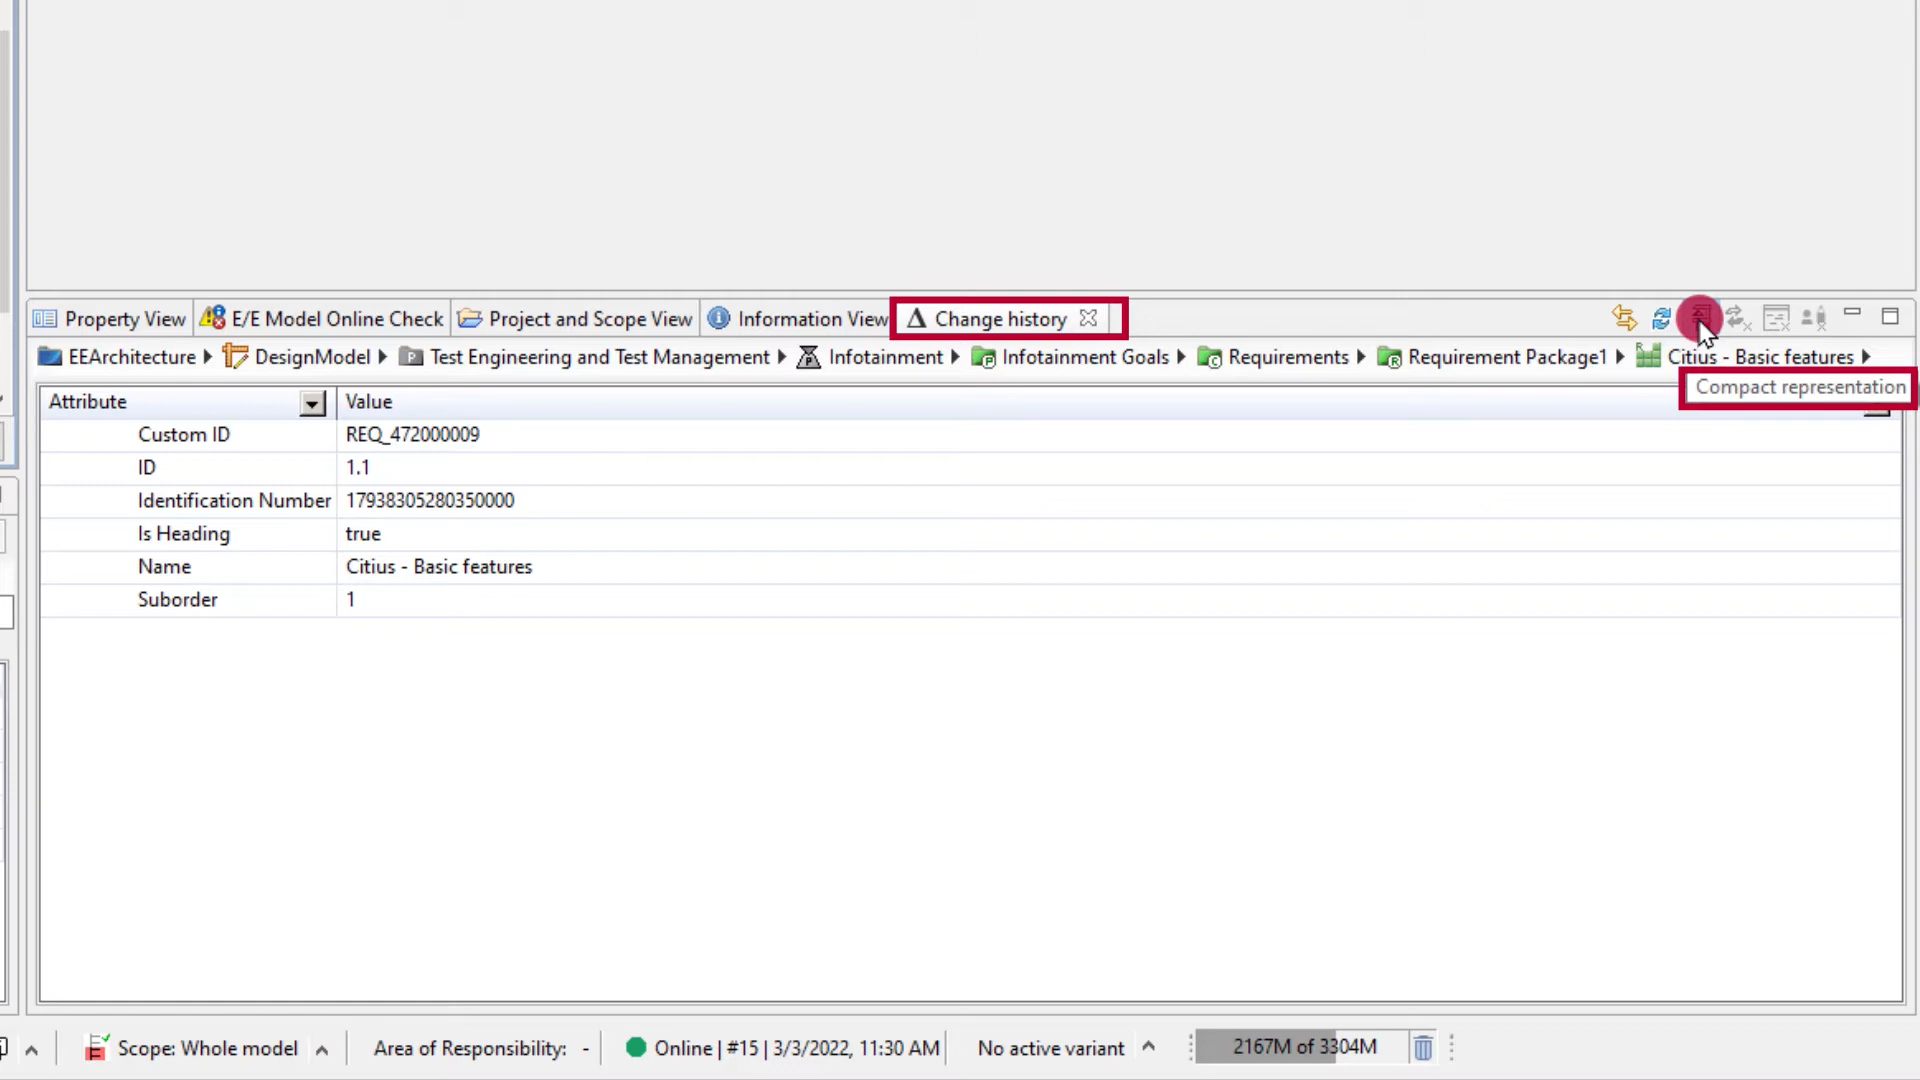 Property View E/E Model Online Check Project and Scope View Information View Change history
EEArchitecture DesignModel Test Engineering and Test Management Infotainment Infotainment Goals Requirements Requirement Package1 Citius - Basic features
Compact representation
Attribute Value
Custom ID REQ_472000009
ID 1.1
Identification Number 17938305280350000
Is Heading true
Name Citius - Basic features
Suborder 1
Scope: Whole model Area of Responsibility: - Online | #15 | 3/3/2022, 11:30 AM No active variant 2167M of 3304M